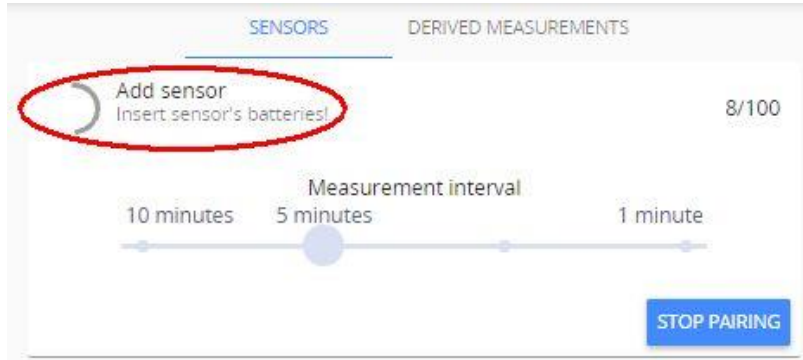 SENSORS DERIVED MEASUREMENTS
Add sensor
Insert sensor's batteries!
8/100
Measurement interval
10 minutes 5 minutes 1 minute
STOP PAIRING